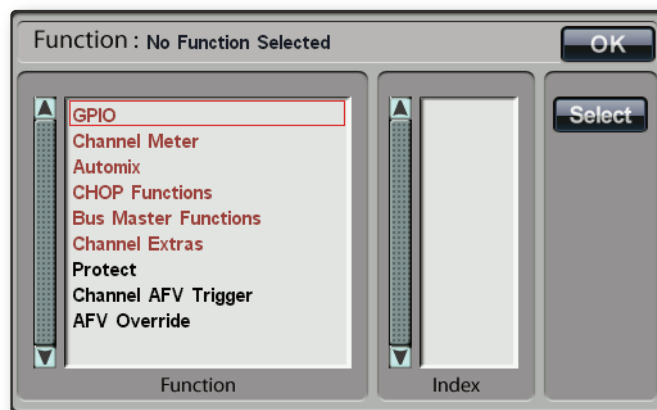 Function : No Function Selected
OK
GPIO
Channel Meter
Automix
CHOP Functions
Bus Master Functions
Channel Extras
Protect
Channel AFV Trigger
AFV Override
Function
Index
Select